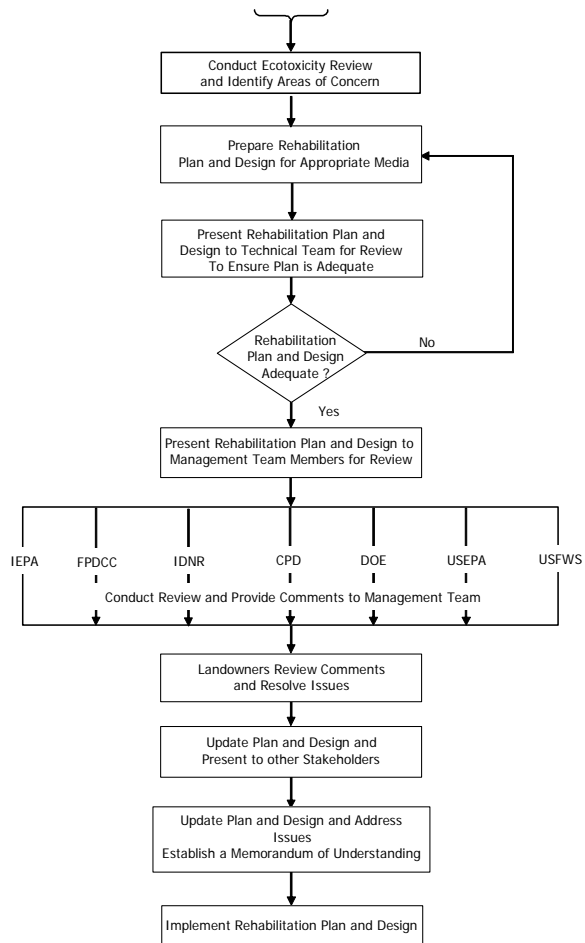 Conduct Ecotoxicity Review
and Identify Areas of Concern
Prepare Rehabilitation
Plan and Design for Appropriate Media
Present Rehabilitation Plan and
Design to Technical Team for Review
To Ensure Plan is Adequate
Rehabilitation
Plan and Design
Adequate ?
No
Yes
Present Rehabilitation Plan and Design to
Management Team Members for Review
IEPA FPDCC IDNR CPD DOE USEPA USFWS
Conduct Review and Provide Comments to Management Team
Landowners Review Comments
and Resolve Issues
Update Plan and Design and
Present to other Stakeholders
Update Plan and Design and Address
Issues
Establish a Memorandum of Understanding
Implement Rehabilitation Plan and Design